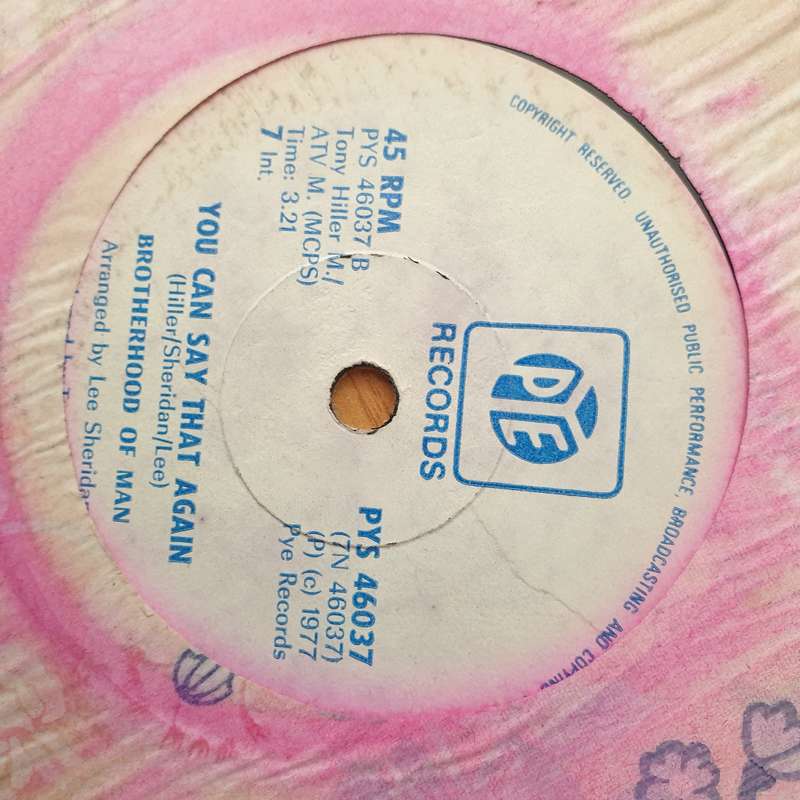 COPYRIGHT RESERVED. UNAUTHORISED PUBLIC PERFORMANCE, BROADCASTING AND COPYING
PYE
RECORDS
45 RPM
PYS 46037 B
Tony Hiller M./
ATV M. (MCPS)
Time: 3.21
7 Int.
PYS 46037
(7N 46037)
(P) (c) 1977
Pye Records
YOU CAN SAY THAT AGAIN
(Hiller/Sheridan/Lee)
BROTHERHOOD OF MAN
Arranged by Lee Sheridan